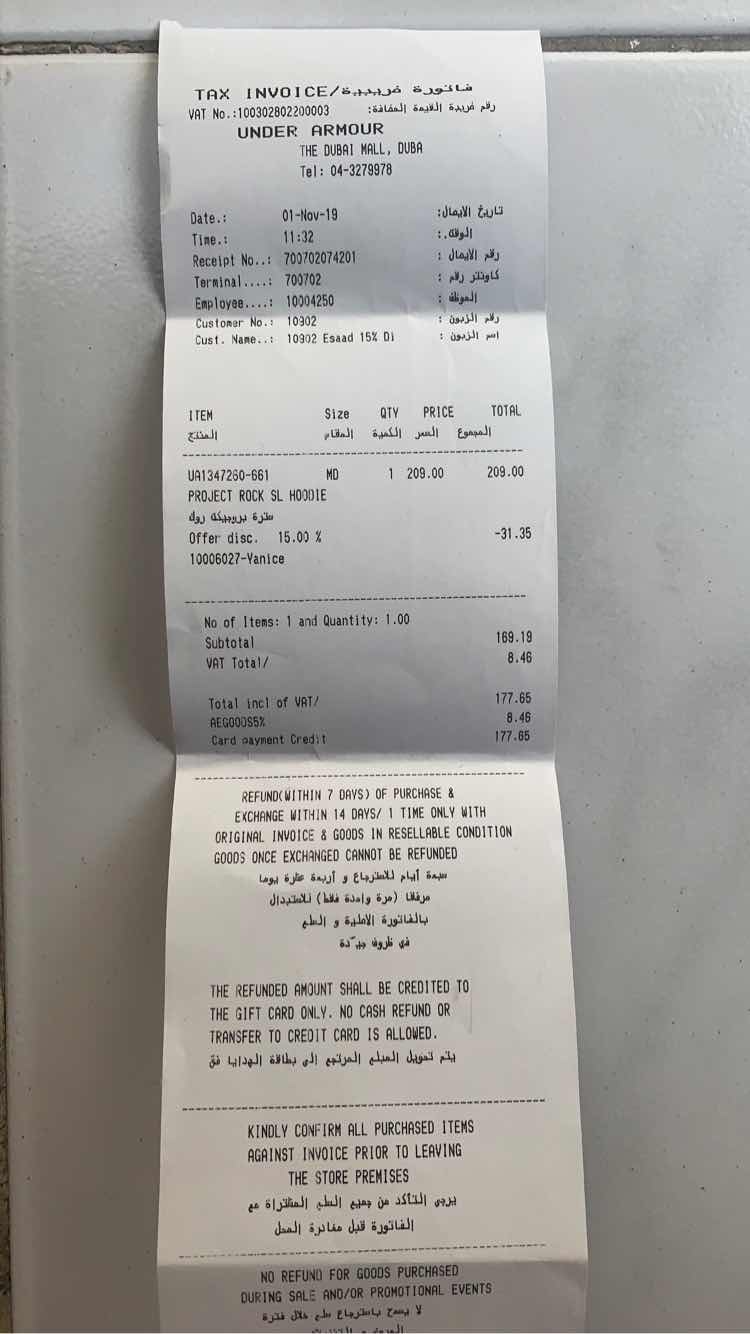 TAX INVOICE/فاتورة ضريبية
VAT No.:100302802200003 رقم ضريبة القيمة المضافة:
UNDER ARMOUR
THE DUBAI MALL, DUBA
Tel: 04-3279978
Date.: 01-Nov-19 تاريخ الايصال:
Time.: 11:32 الوقت.:
Receipt No..: 700702074201 رقم الايصال :
Terminal....: 700702 كاونتر رقم :
Employee....: 10004250 الموظف :
Customer No.: 10902 رقم الزبون :
Cust. Name..: 10902 Esaad 15% Di اسم الزبون :
ITEM Size QTY PRICE TOTAL
المنتج المقاس الكمية السعر المجموع
UA1347260-661 MD 1 209.00 209.00
PROJECT ROCK SL HOODIE
سترة بروجيكت روك
Offer disc. 15.00 % -31.35
10006027-Yanice
No of Items: 1 and Quantity: 1.00
Subtotal 169.19
VAT Total/ 8.46
Total incl of VAT/ 177.65
AEGOODS5% 8.46
Card payment Credit 177.65
REFUND(WITHIN 7 DAYS) OF PURCHASE &
EXCHANGE WITHIN 14 DAYS/ 1 TIME ONLY WITH
ORIGINAL INVOICE & GOODS IN RESELLABLE CONDITION
GOODS ONCE EXCHANGED CANNOT BE REFUNDED
سبعة أيام للاسترجاع و أربعة عشرة يوما
مرفقا (مرة واحدة فقط) للاستبدال
بالفاتورة الاصلية و السلع
في ظروف جيّدة
THE REFUNDED AMOUNT SHALL BE CREDITED TO
THE GIFT CARD ONLY. NO CASH REFUND OR
TRANSFER TO CREDIT CARD IS ALLOWED.
يتم تحويل المبلغ المرتجع إلى بطاقة الهدايا فق
KINDLY CONFIRM ALL PURCHASED ITEMS
AGAINST INVOICE PRIOR TO LEAVING
THE STORE PREMISES
يرجى التأكد من جميع السلع المشتراة مع
الفاتورة قبل مغادرة المحل
NO REFUND FOR GOODS PURCHASED
DURING SALE AND/OR PROMOTIONAL EVENTS
لا يسمح باسترجاع سلع خلال فترة